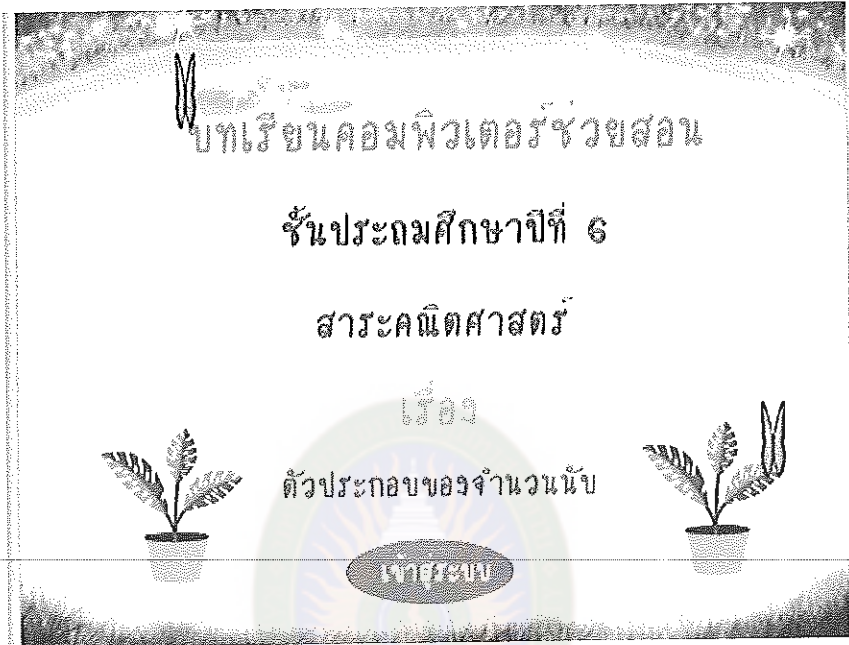 บทเรียนคอมพิวเตอร์ช่วยสอน
ชั้นประถมศึกษาปีที่ 6
สาระคณิตศาสตร์
เรื่อง
ตัวประกอบของจำนวนนับ
เข้าสู่ระบบ